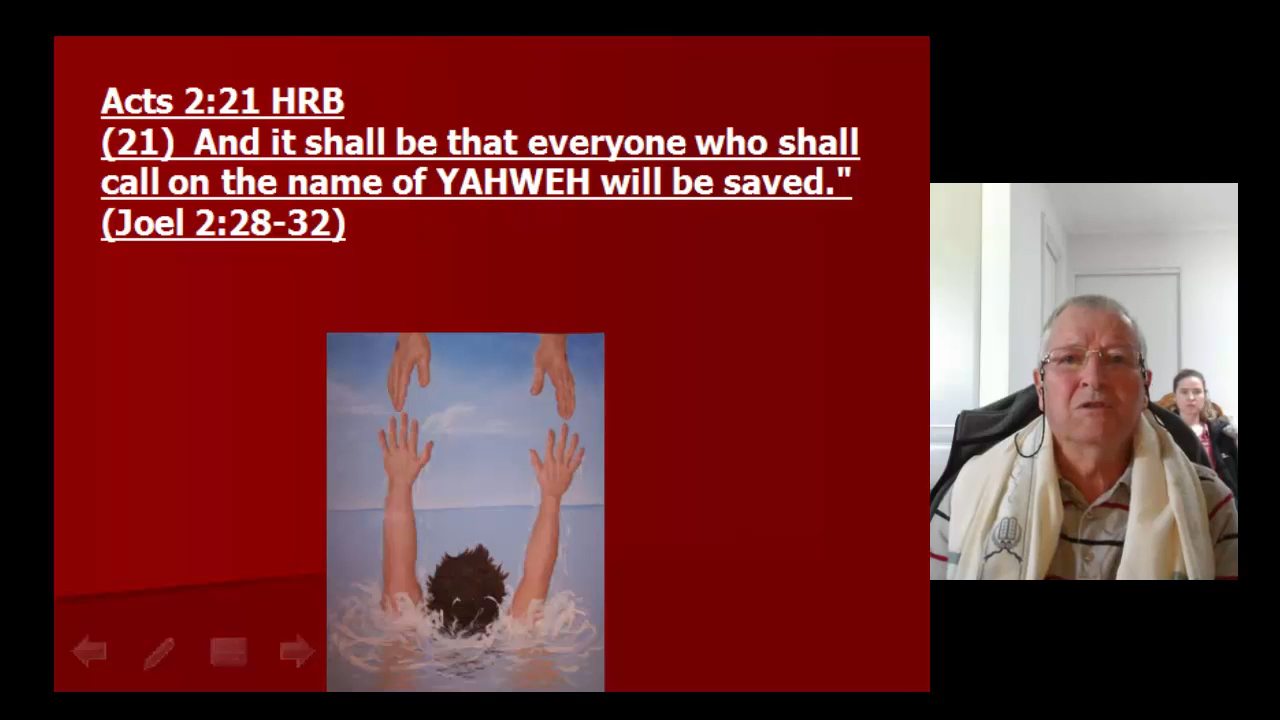 Acts 2:21 HRB
(21)  And it shall be that everyone who shall
call on the name of YAHWEH will be saved."
(Joel 2:28-32)